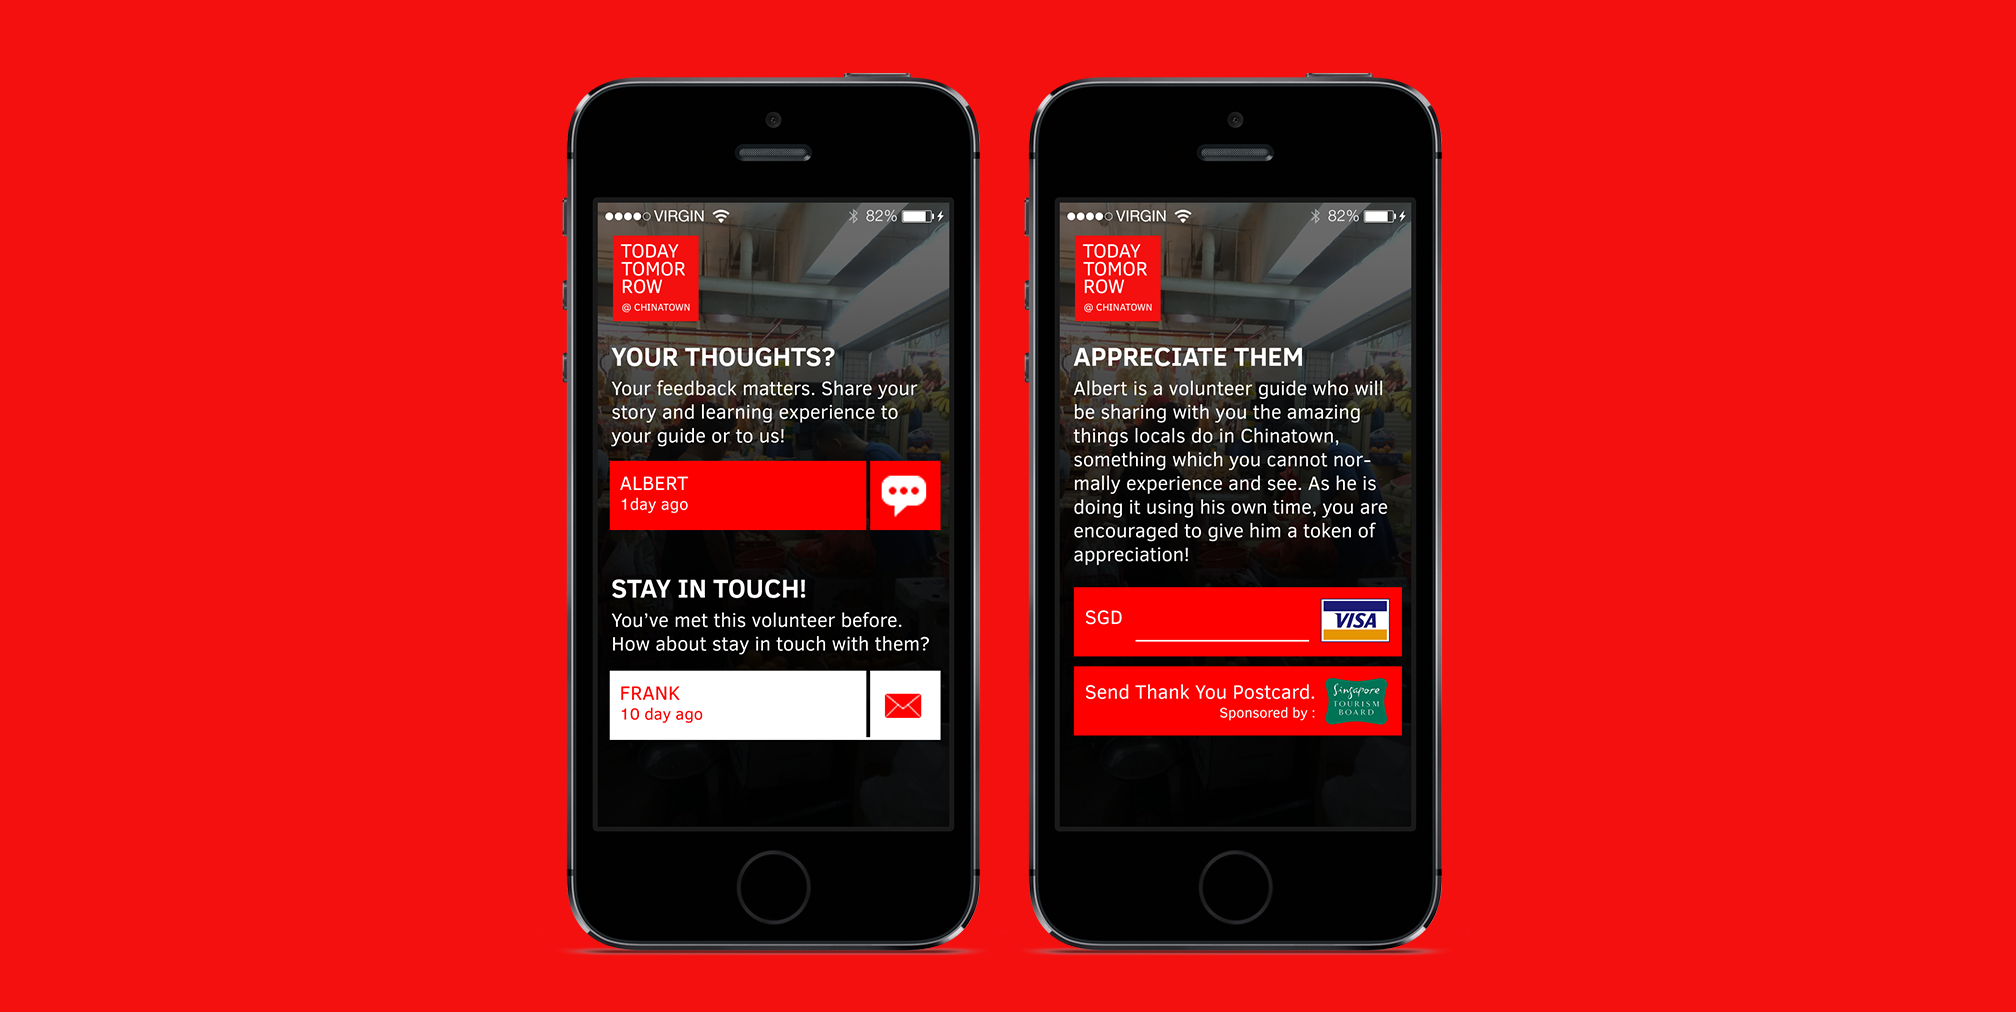 VIRGIN 82%
TODAY
TOMOR
ROW
@ CHINATOWN
YOUR THOUGHTS?
Your feedback matters. Share your
story and learning experience to
your guide or to us!
ALBERT
1day ago
STAY IN TOUCH!
You've met this volunteer before.
How about stay in touch with them?
FRANK
10 day ago
VIRGIN 82%
TODAY
TOMOR
ROW
@ CHINATOWN
APPRECIATE THEM
Albert is a volunteer guide who will
be sharing with you the amazing
things locals do in Chinatown,
something which you cannot nor-
mally experience and see. As he is
doing it using his own time, you are
encouraged to give him a token of
appreciation!
SGD VISA
Send Thank You Postcard.
Sponsored by :
Singapore
TOURISM
BOARD